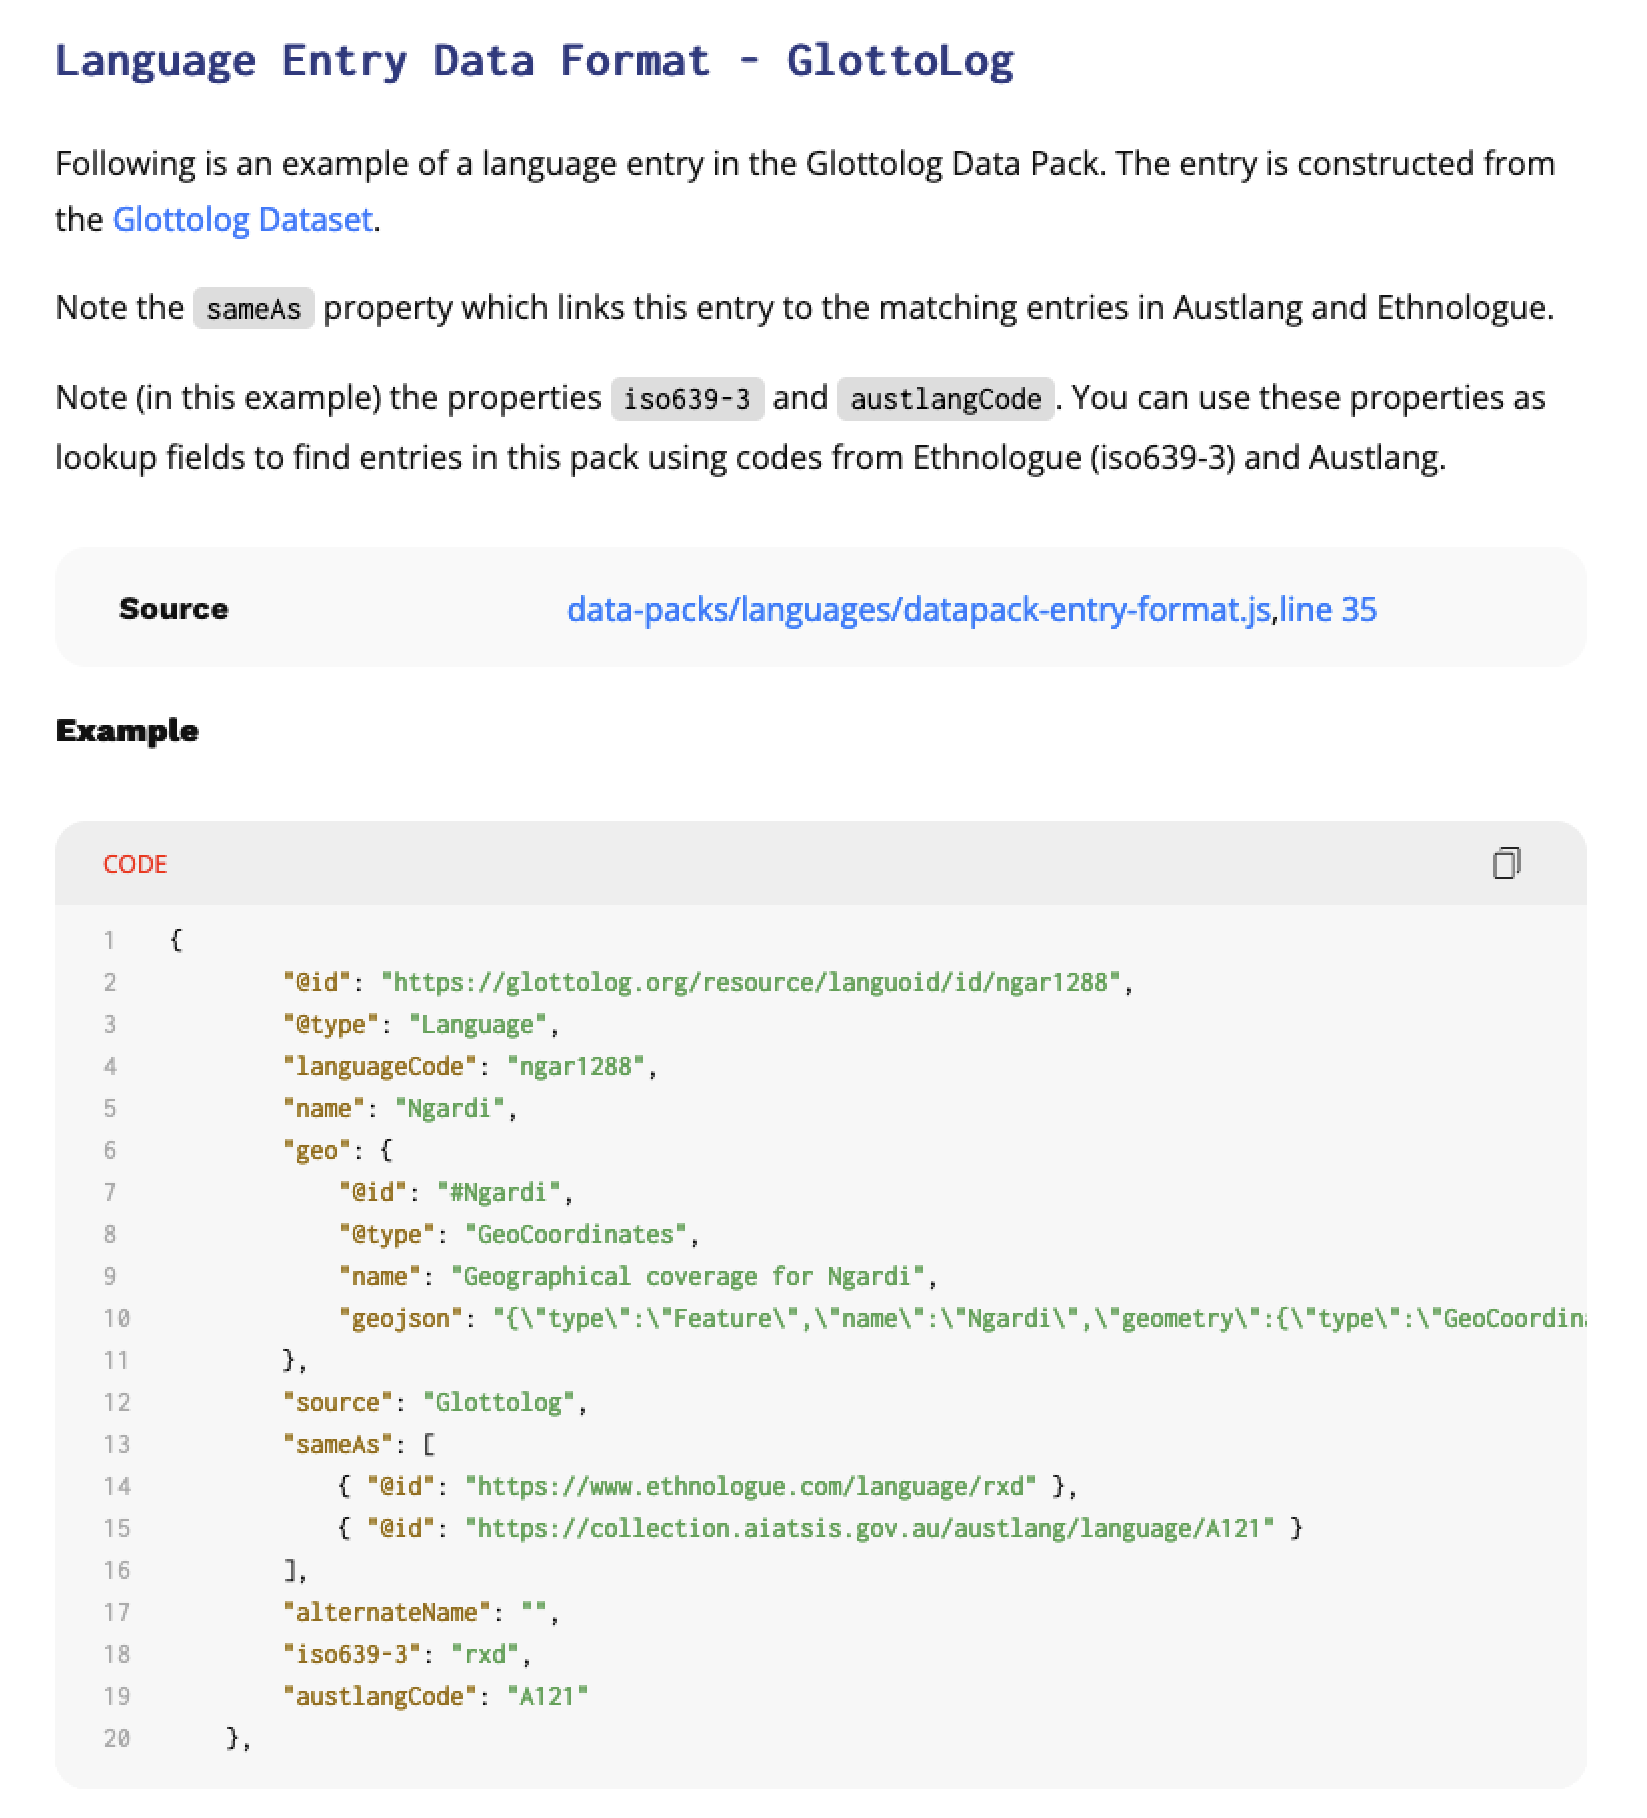 Language Entry Data Format - GlottoLog
Following is an example of a language entry in the Glottolog Data Pack. The entry is constructed from
the Glottolog Dataset.
Note the sameAs property which links this entry to the matching entries in Austlang and Ethnologue.
Note (in this example) the properties iso639-3 and austlangCode . You can use these properties as
lookup fields to find entries in this pack using codes from Ethnologue (iso639-3) and Austlang.
Source data-packs/languages/datapack-entry-format.js,line 35
Example
CODE
1 {
2 "@id": "https://glottolog.org/resource/languoid/id/ngar1288",
3 "@type": "Language",
4 "languageCode": "ngar1288",
5 "name": "Ngardi",
6 "geo": {
7 "@id": "#Ngardi",
8 "@type": "GeoCoordinates",
9 "name": "Geographical coverage for Ngardi",
10 "geojson": "{\"type\":\"Feature\",\"name\":\"Ngardi\",\"geometry\":{\"type\":\"GeoCoordin
11 },
12 "source": "Glottolog",
13 "sameAs": [
14 { "@id": "https://www.ethnologue.com/language/rxd" },
15 { "@id": "https://collection.aiatsis.gov.au/austlang/language/A121" }
16 ],
17 "alternateName": "",
18 "iso639-3": "rxd",
19 "austlangCode": "A121"
20 },